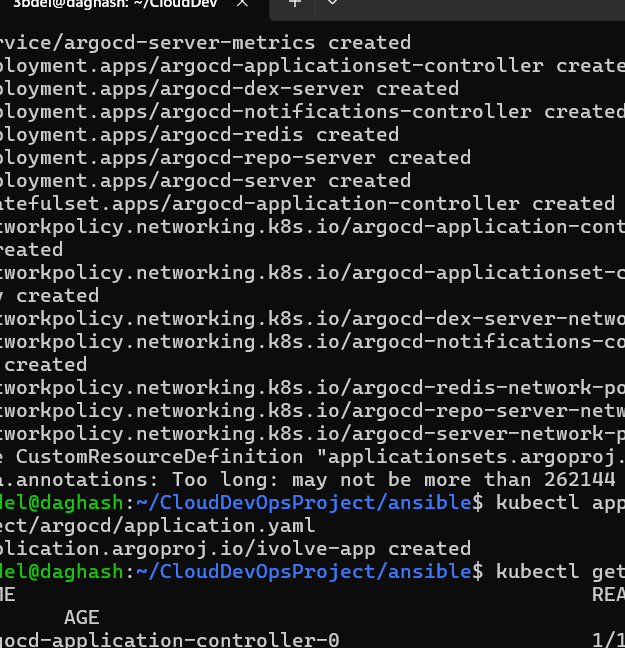 3bdel@daghash: ~/CloudDev
rvice/argocd-server-metrics created
ployment.apps/argocd-applicationset-controller create
ployment.apps/argocd-dex-server created
ployment.apps/argocd-notifications-controller created
ployment.apps/argocd-redis created
ployment.apps/argocd-repo-server created
ployment.apps/argocd-server created
atefulset.apps/argocd-application-controller created
tworkpolicy.networking.k8s.io/argocd-application-cont
reated
tworkpolicy.networking.k8s.io/argocd-applicationset-c
y created
tworkpolicy.networking.k8s.io/argocd-dex-server-netwo
tworkpolicy.networking.k8s.io/argocd-notifications-co
created
tworkpolicy.networking.k8s.io/argocd-redis-network-po
tworkpolicy.networking.k8s.io/argocd-repo-server-netw
tworkpolicy.networking.k8s.io/argocd-server-network-p
e CustomResourceDefinition "applicationsets.argoproj.
a.annotations: Too long: may not be more than 262144
del@daghash:~/CloudDevOpsProject/ansible$ kubectl app
ect/argocd/application.yaml
plication.argoproj.io/ivolve-app created
del@daghash:~/CloudDevOpsProject/ansible$ kubectl get
ME REA
AGE
gocd-application-controller-0 1/1